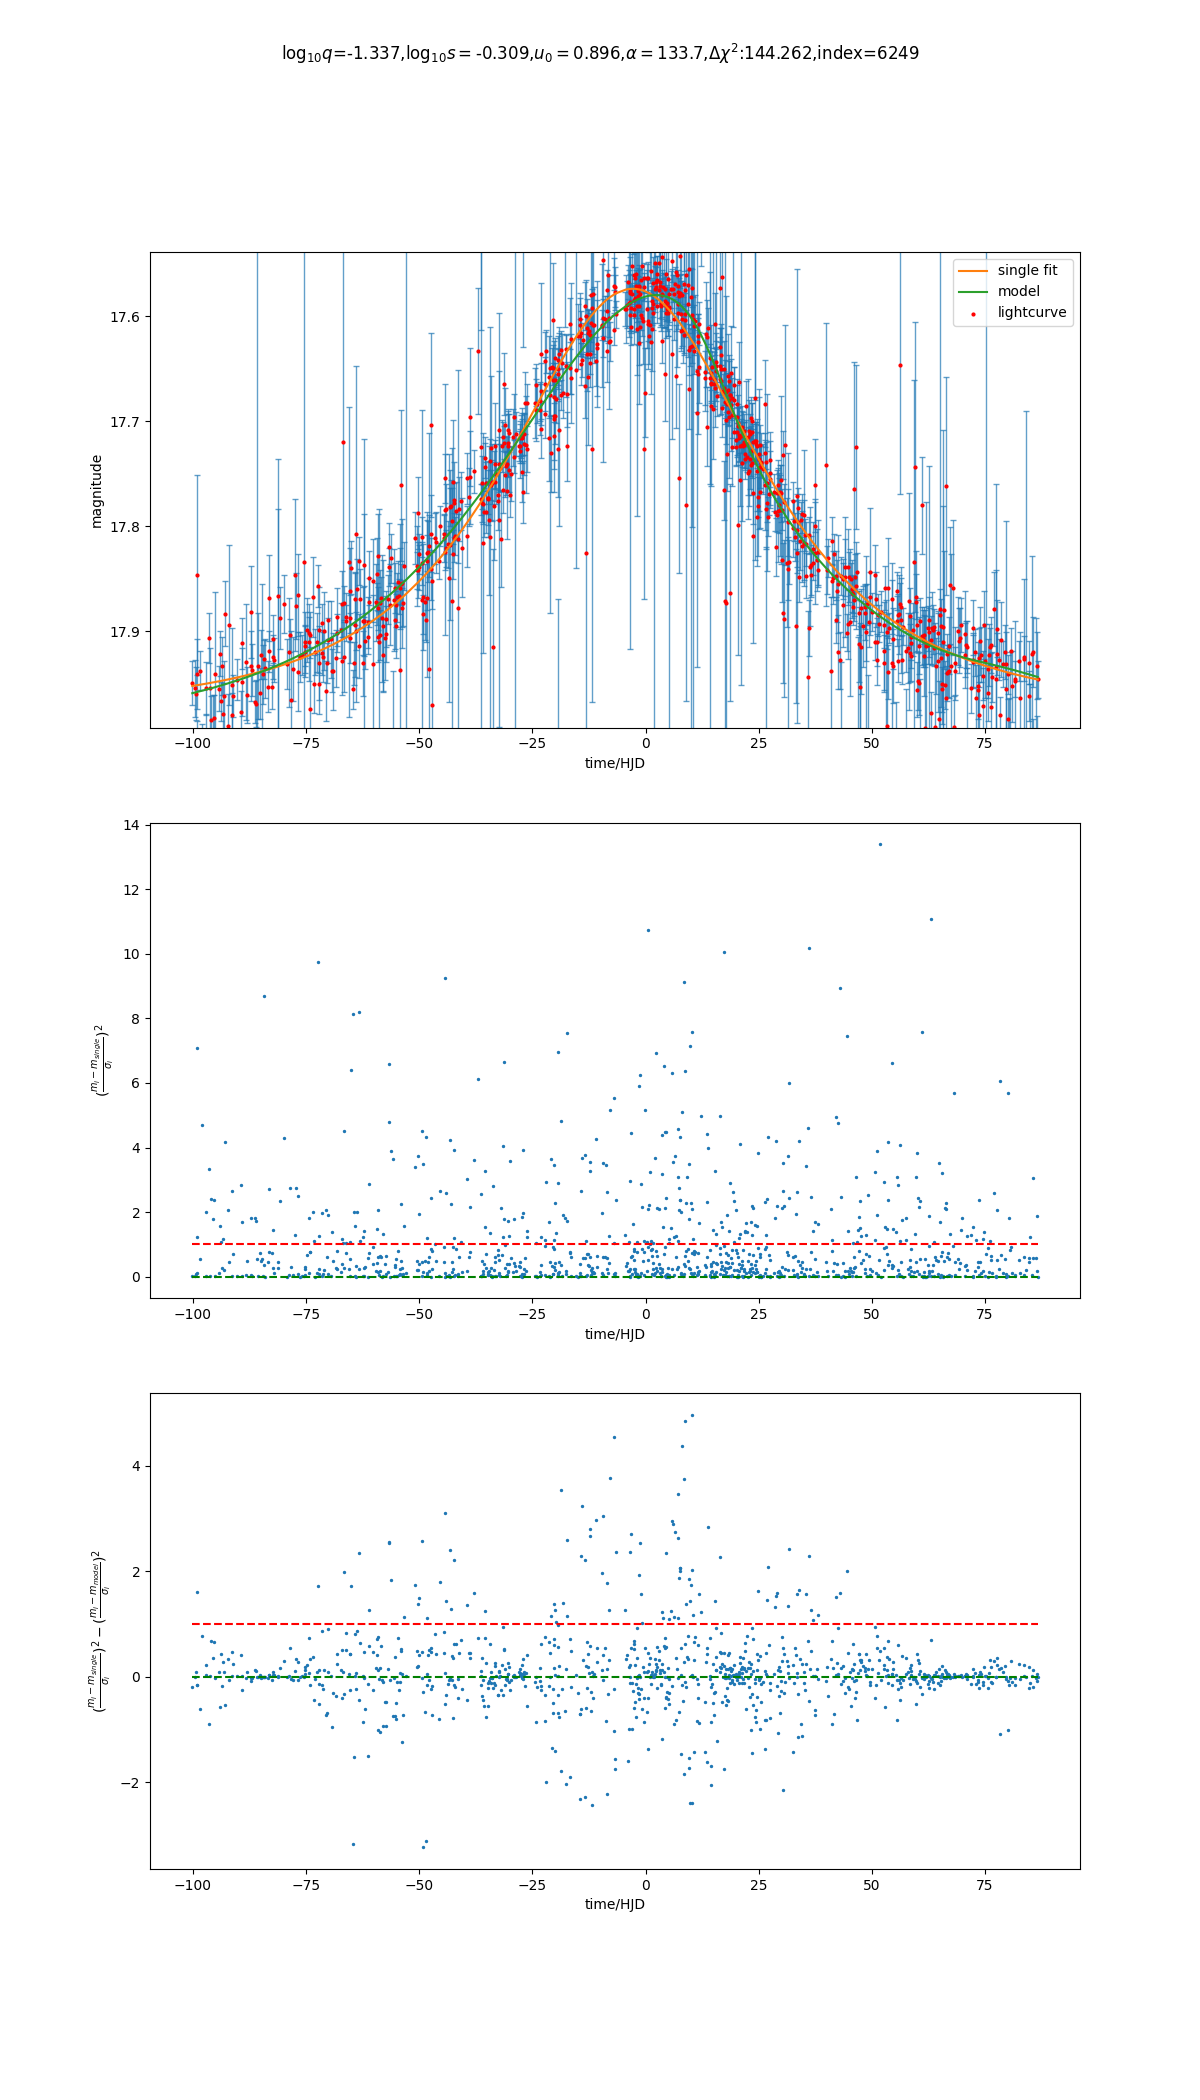 log₁₀q=-1.337,log₁₀s = -0.309,u₀ = 0.896,α = 133.7,Δχ²:144.262,index=6249
single fit
model
lightcurve
magnitude
17.6
17.7
17.8
17.9
−100 −75 −50 −25 0 25 50 75
time/HJD
(mᵢ − m_single / σᵢ)²
14
12
10
8
6
4
2
0
−100 −75 −50 −25 0 25 50 75
time/HJD
(mᵢ − m_single / σᵢ)² − (mᵢ − m_model / σᵢ)²
4
2
0
−2
−100 −75 −50 −25 0 25 50 75
time/HJD